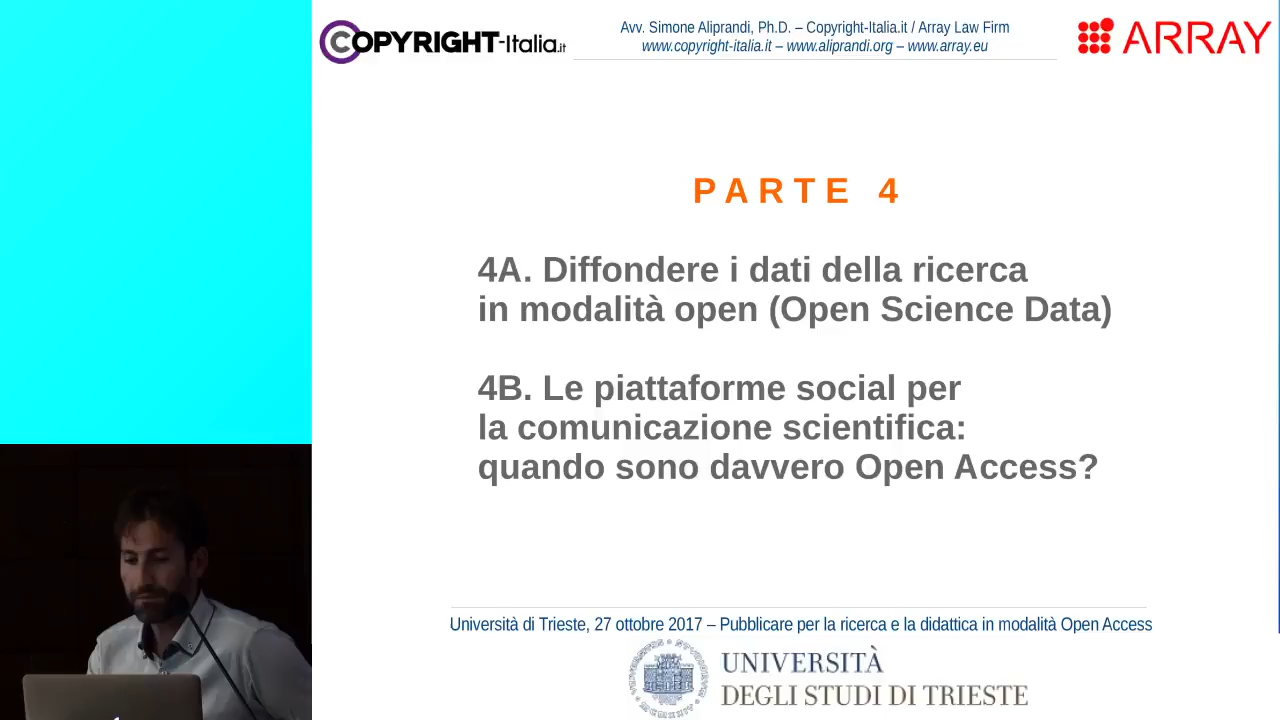 COPYRIGHT-Italia.it
Avv. Simone Aliprandi, Ph.D. – Copyright-Italia.it / Array Law Firm
www.copyright-italia.it – www.aliprandi.org – www.array.eu
ARRAY
PARTE 4
4A. Diffondere i dati della ricerca
in modalità open (Open Science Data)
4B. Le piattaforme social per
la comunicazione scientifica:
quando sono davvero Open Access?
Università di Trieste, 27 ottobre 2017 – Pubblicare per la ricerca e la didattica in modalità Open Access
UNIVERSITÀ
DEGLI STUDI DI TRIESTE